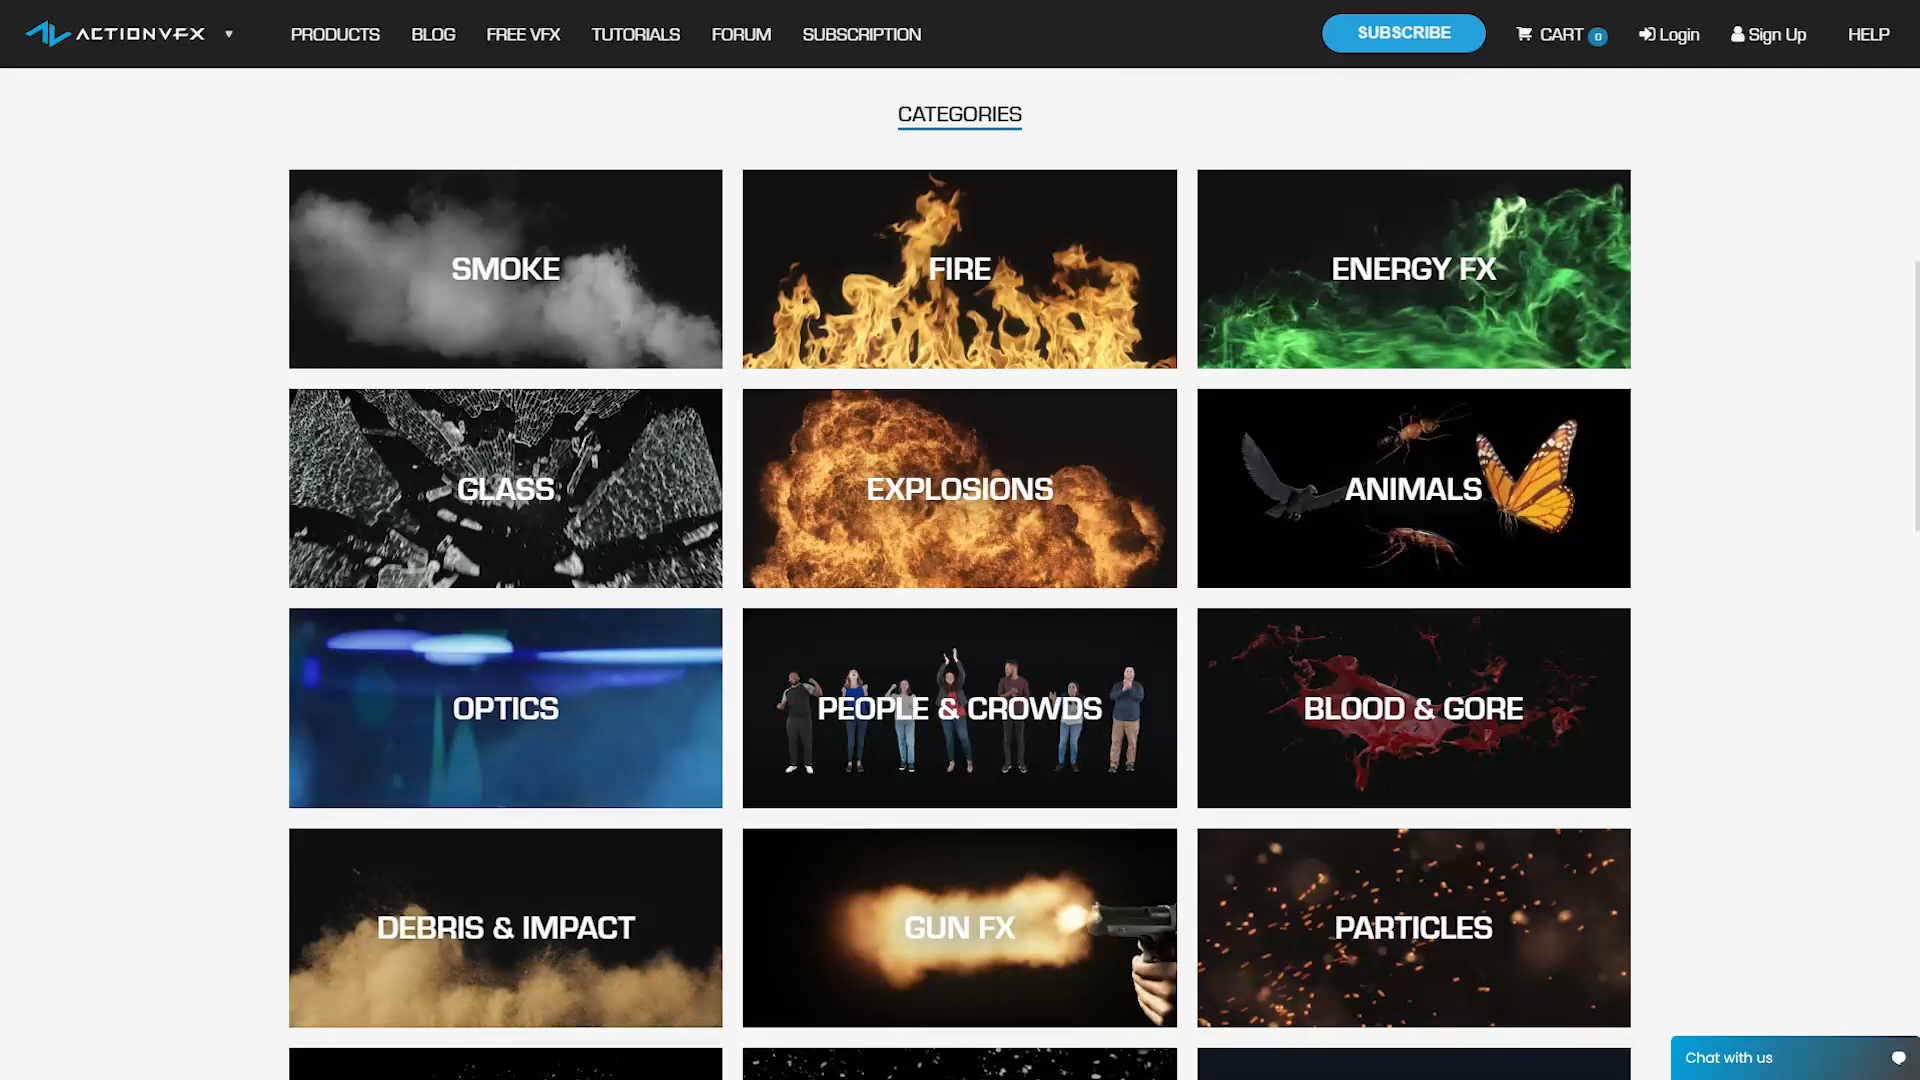 ACTIONVFX
PRODUCTS
BLOG
FREE VFX
TUTORIALS
FORUM
SUBSCRIPTION
SUBSCRIBE
CART 0
Login
Sign Up
HELP
CATEGORIES
SMOKE
FIRE
ENERGY FX
GLASS
EXPLOSIONS
ANIMALS
OPTICS
PEOPLE & CROWDS
BLOOD & GORE
DEBRIS & IMPACT
GUN FX
PARTICLES
Chat with us